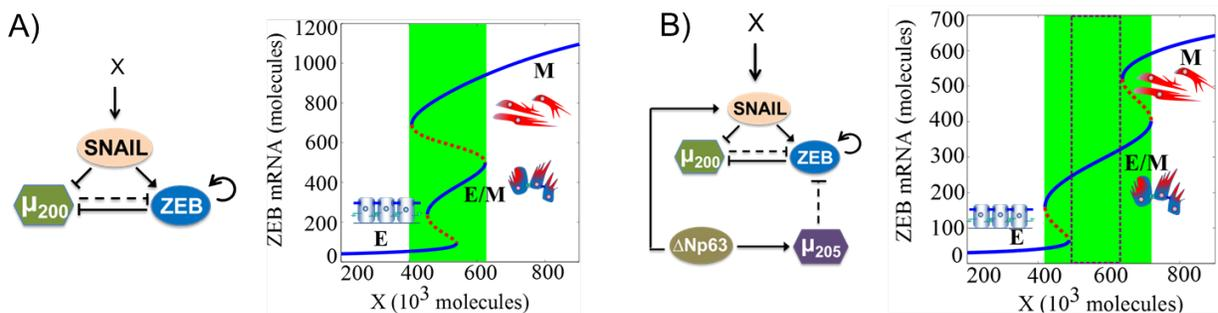 A)
X
SNAIL
μ200
ZEB
ZEB mRNA (molecules)
1200
1000
800
600
400
200
0
M
E/M
E
200 400 600 800
X (10³ molecules)
B)
X
SNAIL
μ200
ZEB
ΔNp63
μ205
ZEB mRNA (molecules)
700
600
500
400
300
200
100
0
M
E/M
E
200 400 600 800
X (10³ molecules)